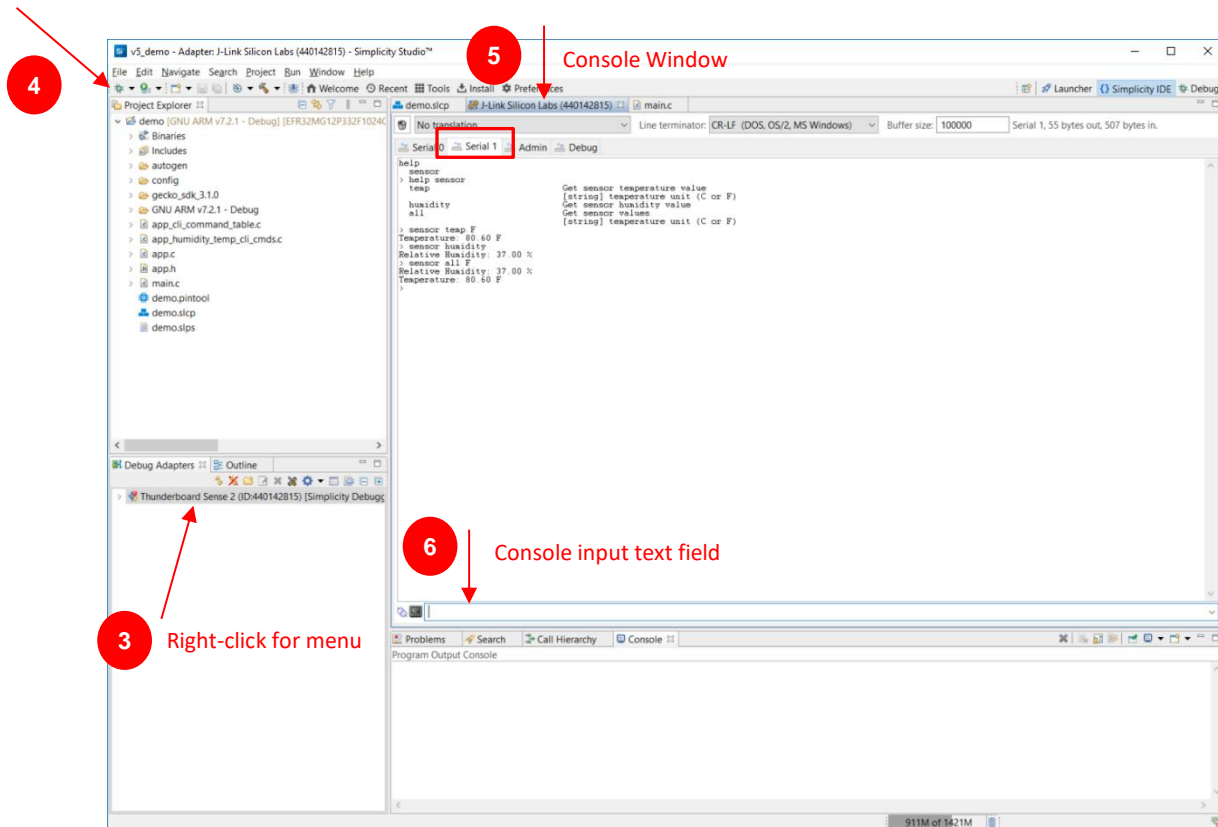 v5_demo - Adapter: J-Link Silicon Labs (440142815) - Simplicity Studio™
5
Console Window
4
File Edit Navigate Search Project Run Window Help
Welcome Recent Tools Install Preferences
Launcher Simplicity IDE Debug
Project Explorer
demo.slcp J-Link Silicon Labs (440142815) main.c
demo [GNU ARM v7.2.1 - Debug] [EFR32MG12P332F1024G
No translation Line terminator: CR-LF (DOS, OS/2, MS Windows) Buffer size: 100000 Serial 1, 55 bytes out, 507 bytes in.
Binaries
Includes
autogen
config
gecko_sdk_3.1.0
GNU ARM v7.2.1 - Debug
app_cli_command_table.c
app_humidity_temp_cli_cmds.c
app.c
app.h
main.c
demo.pintool
demo.slcp
demo.slps
Serial 0 Serial 1 Admin Debug
help
sensor
> help sensor
temp Get sensor temperature value
[string] temperature unit (C or F)
humidity Get sensor humidity value
all Get sensor values
[string] temperature unit (C or F)
> sensor temp F
Temperature: 80.60 F
> sensor humidity
Relative Humidity: 37.00 %
> sensor all F
Relative Humidity: 37.00 %
Temperature: 80.60 F
>
Debug Adapters Outline
Thunderboard Sense 2 (ID:440142815) [Simplicity Debugg
6
Console input text field
3
Right-click for menu
Problems Search Call Hierarchy Console
Program Output Console
911M of 1421M